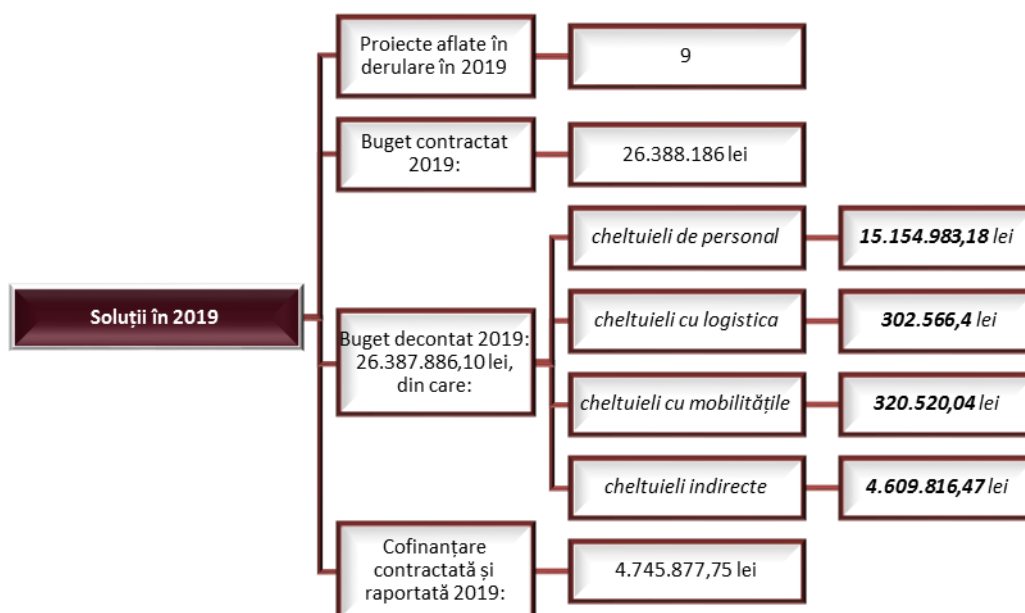 Soluții în 2019
Proiecte aflate în
derulare în 2019
9
Buget contractat
2019:
26.388.186 lei
Buget decontat 2019:
26.387.886,10 lei,
din care:
cheltuieli de personal
15.154.983,18 lei
cheltuieli cu logistica
302.566,4 lei
cheltuieli cu mobilitățile
320.520,04 lei
cheltuieli indirecte
4.609.816,47 lei
Cofinanțare
contractată și
raportată 2019:
4.745.877,75 lei